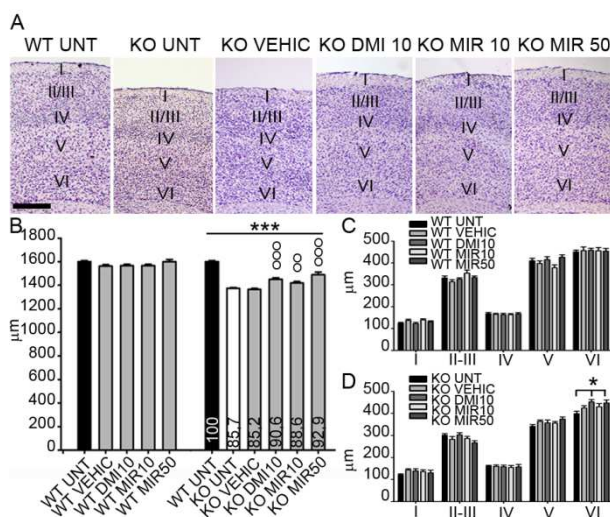 A
WT UNT KO UNT KO VEHIC KO DMI 10 KO MIR 10 KO MIR 50
I I I I I I
II/III II/III II/III II/III II/III II/III
IV IV IV IV IV IV
V V V V V V
VI VI VI VI VI VI
B
***
μm
1800
1600
1400
1200
1000
800
600
400
200
0
°°° °° °°°
100 85.7 85.2 90.6 88.6 92.9
WT UNT WT VEHIC WT DMI10 WT MIR10 WT MIR50 WT UNT KO UNT KO VEHIC KO DMI10 KO MIR10 KO MIR50
C
WT UNT
WT VEHIC
WT DMI10
WT MIR10
WT MIR50
μm
500
400
300
200
100
0
I II-III IV V VI
D
KO UNT
KO VEHIC
KO DMI10
KO MIR10
KO MIR50
*
μm
500
400
300
200
100
0
I II-III IV V VI